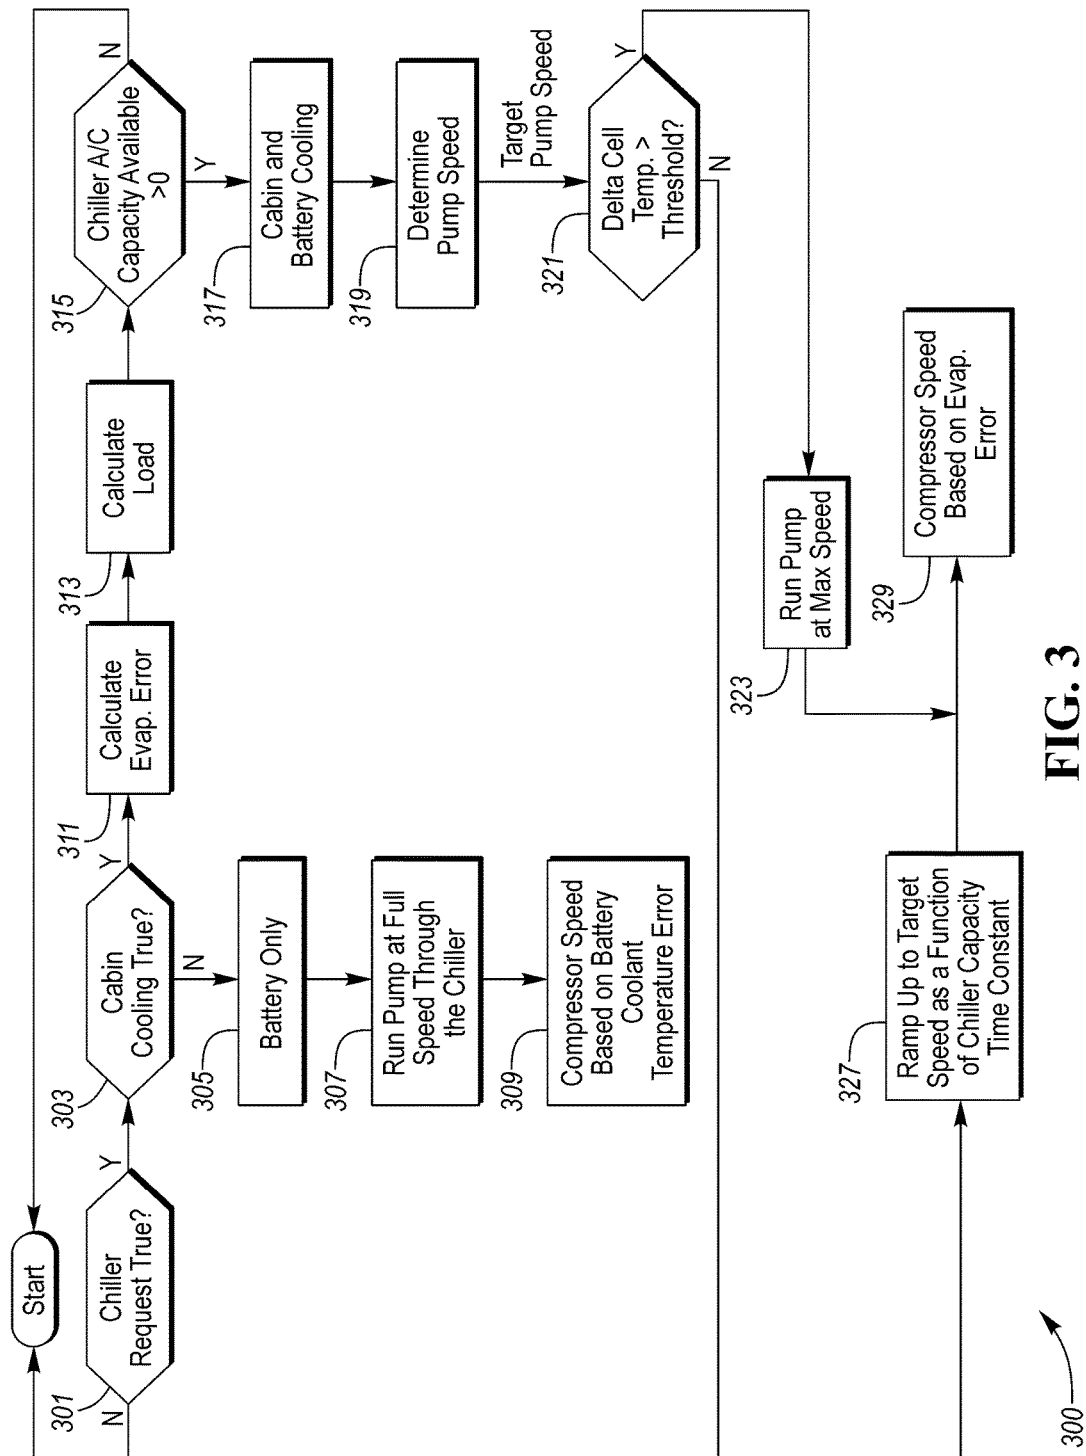 Start
301
Chiller
Request True?
N
Y
303
Cabin
Cooling True?
Y
N
305
Battery Only
307
Run Pump at Full
Speed Through
the Chiller
309
Compressor Speed
Based on Battery
Coolant
Temperature Error
311
Calculate
Evap. Error
313
Calculate
Load
315
Chiller A/C
Capacity Available
>0
N
Y
317
Cabin and
Battery Cooling
319
Determine
Pump Speed
Target
Pump Speed
321
Delta Cell
Temp. >
Threshold?
Y
N
323
Run Pump
at Max Speed
327
Ramp Up to Target
Speed as a Function
of Chiller Capacity
Time Constant
329
Compressor Speed
Based on Evap.
Error
300
FIG. 3